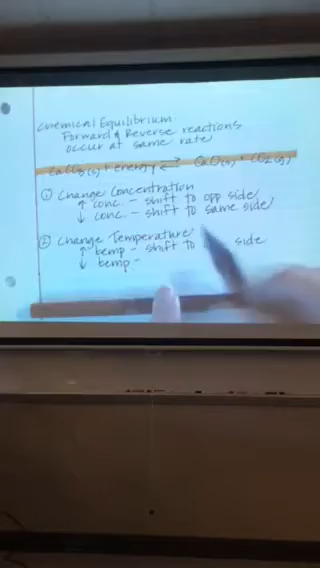 Chemical Equilibrium
Forward & Reverse reactions
occur at same rate
CaCO3(s) + energy ⇌ CaO(s) + CO2(g)
① Change Concentration
↑ conc. - shift to opp side
↓ conc - shift to same side
② Change Temperature
↑ temp - shift to side
↓ temp -